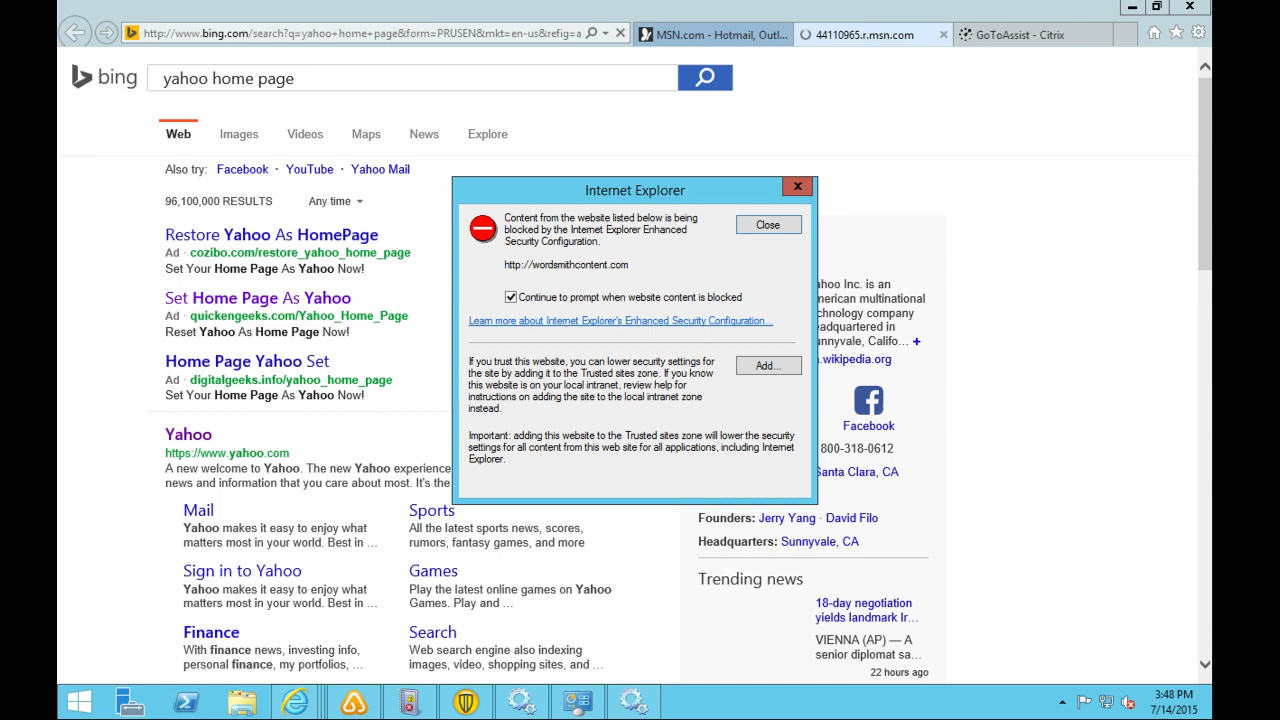 http://www.bing.com/search?q=yahoo+home+page&form=PRUSEN&mkt=en-us&refig=a
MSN.com - Hotmail, Outl...
44110965.r.msn.com
GoToAssist - Citrix
bing
yahoo home page
Web
Images
Videos
Maps
News
Explore
Also try: Facebook · YouTube · Yahoo Mail
96,100,000 RESULTS
Any time
Restore Yahoo As HomePage
Ad · cozibo.com/restore_yahoo_home_page
Set Your Home Page As Yahoo Now!
Set Home Page As Yahoo
Ad · quickengeeks.com/Yahoo_Home_Page
Reset Yahoo As Home Page Now!
Home Page Yahoo Set
Ad · digitalgeeks.info/yahoo_home_page
Set Your Home Page As Yahoo Now!
Yahoo
https://www.yahoo.com
A new welcome to Yahoo. The new Yahoo experience
news and information that you care about most. It's the
Mail
Yahoo makes it easy to enjoy what
matters most in your world. Best in ...
Sports
All the latest sports news, scores,
rumors, fantasy games, and more
Sign in to Yahoo
Yahoo makes it easy to enjoy what
matters most in your world. Best in ...
Games
Play the latest online games on Yahoo
Games. Play and ...
Finance
With finance news, investing info,
personal finance, my portfolios, ...
Search
Web search engine also indexing
images, video, shopping sites, and ...
Internet Explorer
Content from the website listed below is being
blocked by the Internet Explorer Enhanced
Security Configuration.
Close
http://wordsmithcontent.com
Continue to prompt when website content is blocked
Learn more about Internet Explorer's Enhanced Security Configuration...
If you trust this website, you can lower security settings for
the site by adding it to the Trusted sites zone. If you know
this website is on your local intranet, review help for
instructions on adding the site to the local intranet zone
instead.
Add...
Important: adding this website to the Trusted sites zone will lower the security
settings for all content from this web site for all applications, including Internet
Explorer.
ahoo Inc. is an
merican multinational
chnology company
eadquartered in
unnyvale, Califo... +
.wikipedia.org
Facebook
800-318-0612
Santa Clara, CA
Founders: Jerry Yang · David Filo
Headquarters: Sunnyvale, CA
Trending news
18-day negotiation
yields landmark Ir...
VIENNA (AP) — A
senior diplomat sa...
22 hours ago
3:48 PM
7/14/2015